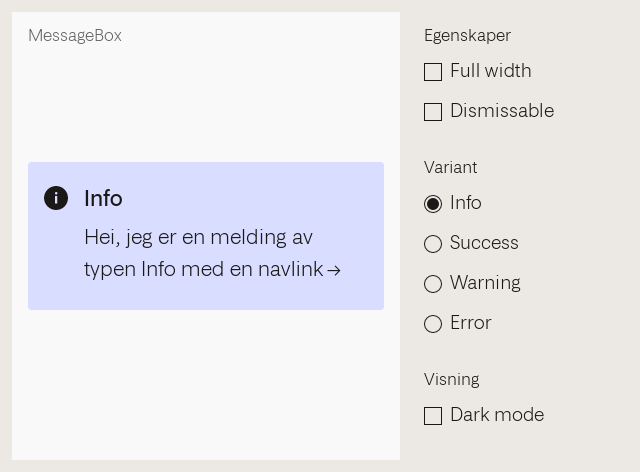 MessageBox
Info
Hei, jeg er en melding av
typen Info med en navlink →
Egenskaper
Full width
Dismissable
Variant
Info
Success
Warning
Error
Visning
Dark mode